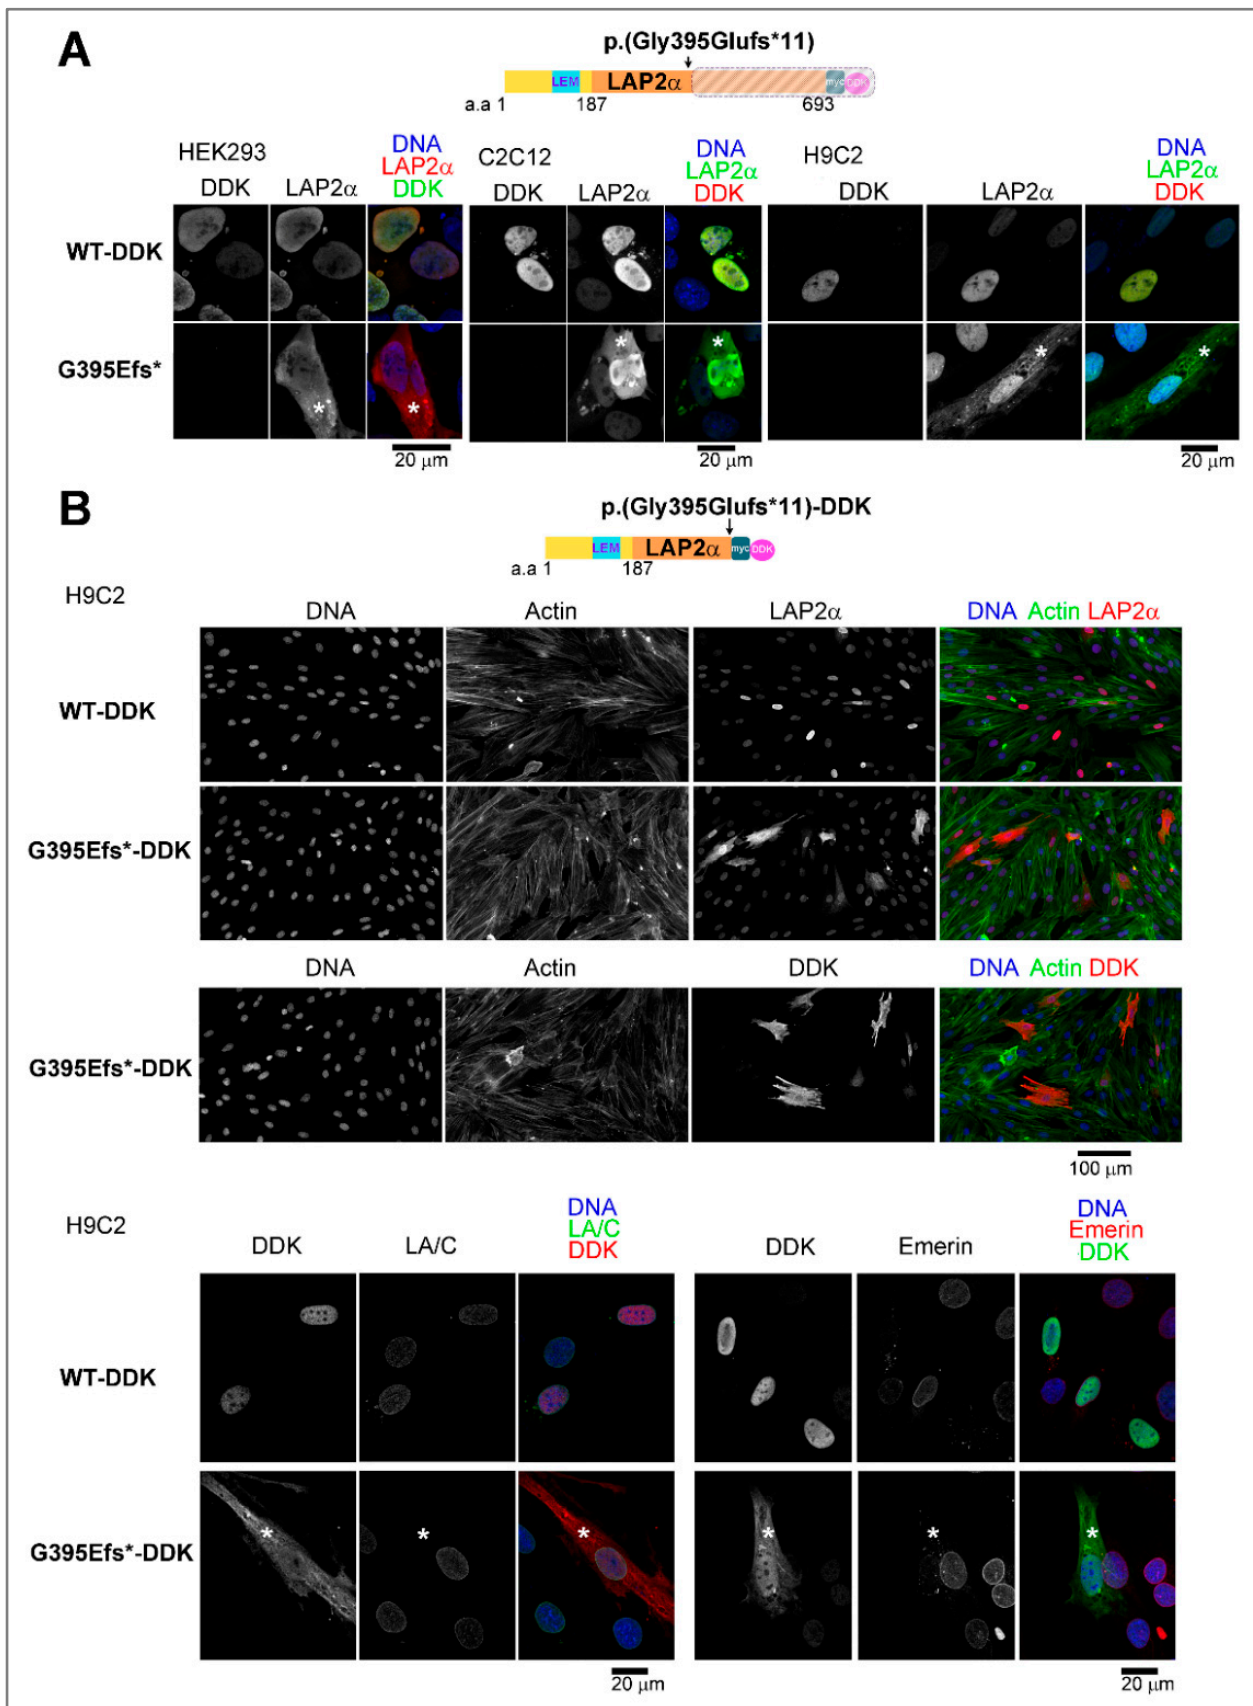 A
p.(Gly395Glufs*11)
LEM LAP2α myc DDK
a.a 1 187 693
HEK293
DDK LAP2α DNA LAP2α DDK
C2C12
DDK LAP2α DNA LAP2α DDK
H9C2
DDK LAP2α DNA LAP2α DDK
WT-DDK
G395Efs*
* * * * * *
20 μm 20 μm 20 μm
B
p.(Gly395Glufs*11)-DDK
LEM LAP2α myc DDK
a.a 1 187
H9C2
DNA Actin LAP2α DNA Actin LAP2α
WT-DDK
G395Efs*-DDK
DNA Actin DDK DNA Actin DDK
G395Efs*-DDK
100 μm
H9C2
DDK LA/C DNA LA/C DDK
DDK Emerin DNA Emerin DDK
WT-DDK
G395Efs*-DDK
* * * * * *
20 μm 20 μm